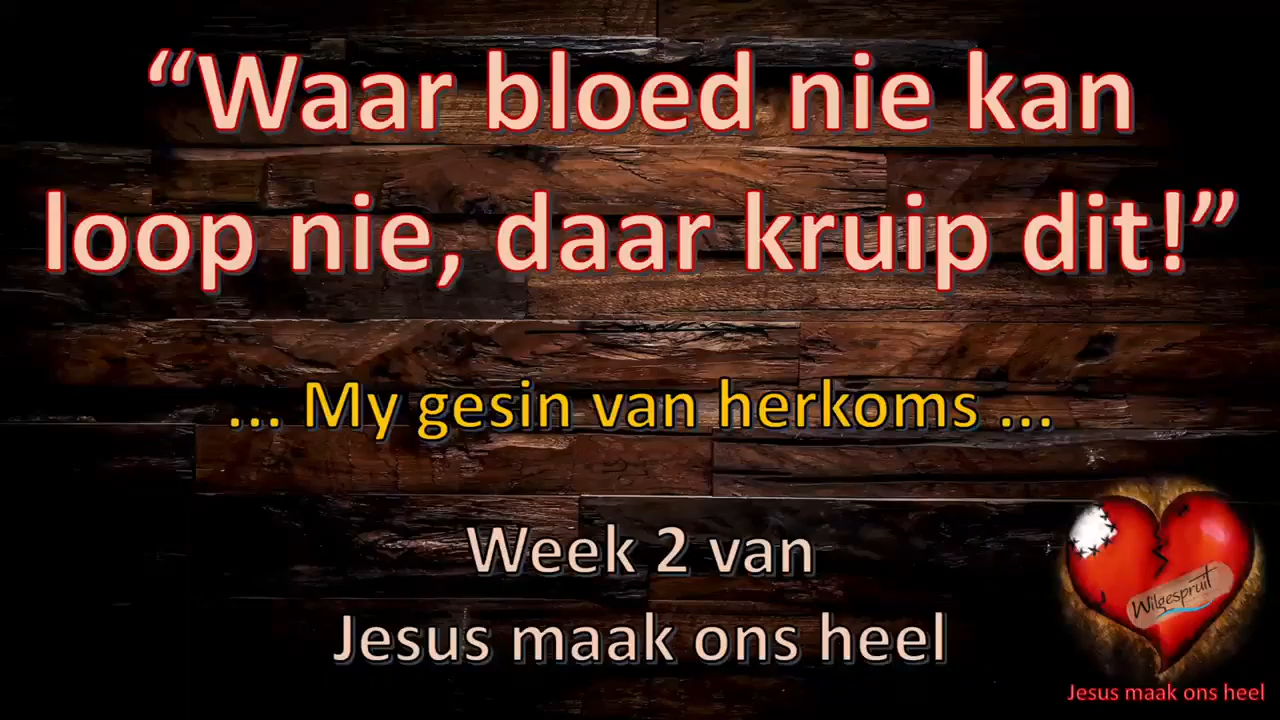 “Waar bloed nie kan
loop nie, daar kruip dit!”
... My gesin van herkoms ...
Week 2 van
Jesus maak ons heel
Wilgespruit
Jesus maak ons heel